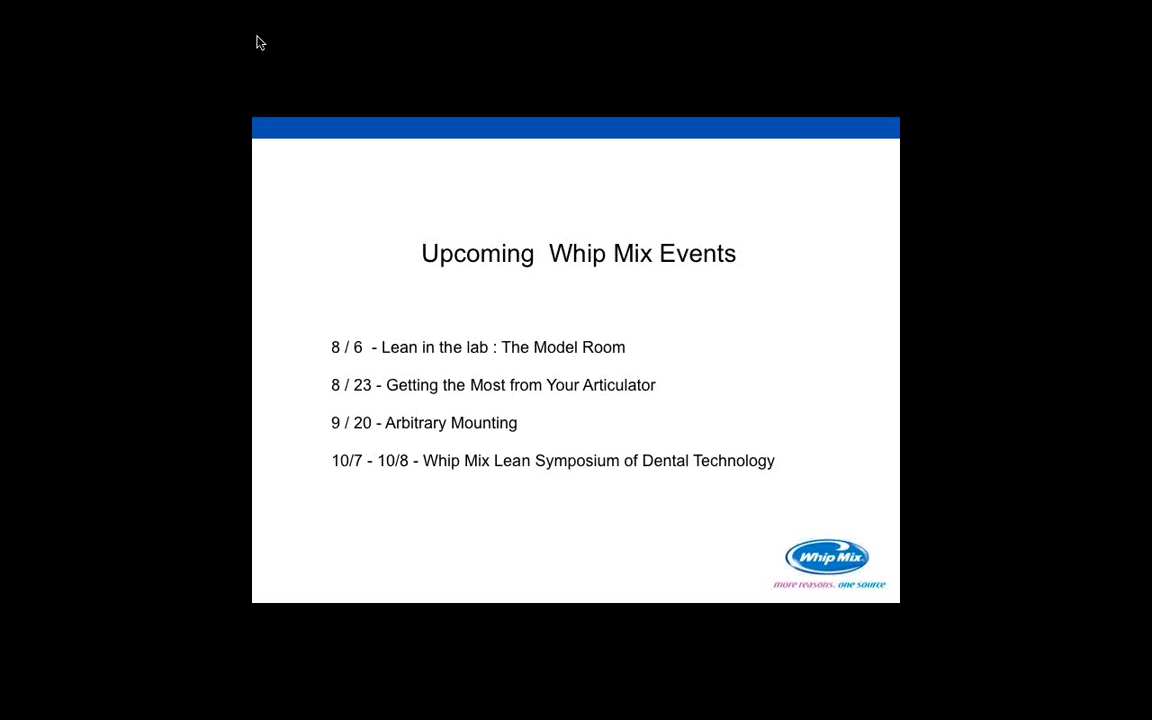 Upcoming  Whip Mix Events
8 / 6  - Lean in the lab : The Model Room
8 / 23 - Getting the Most from Your Articulator
9 / 20 - Arbitrary Mounting
10/7 - 10/8 - Whip Mix Lean Symposium of Dental Technology
Whip Mix
more reasons. one source